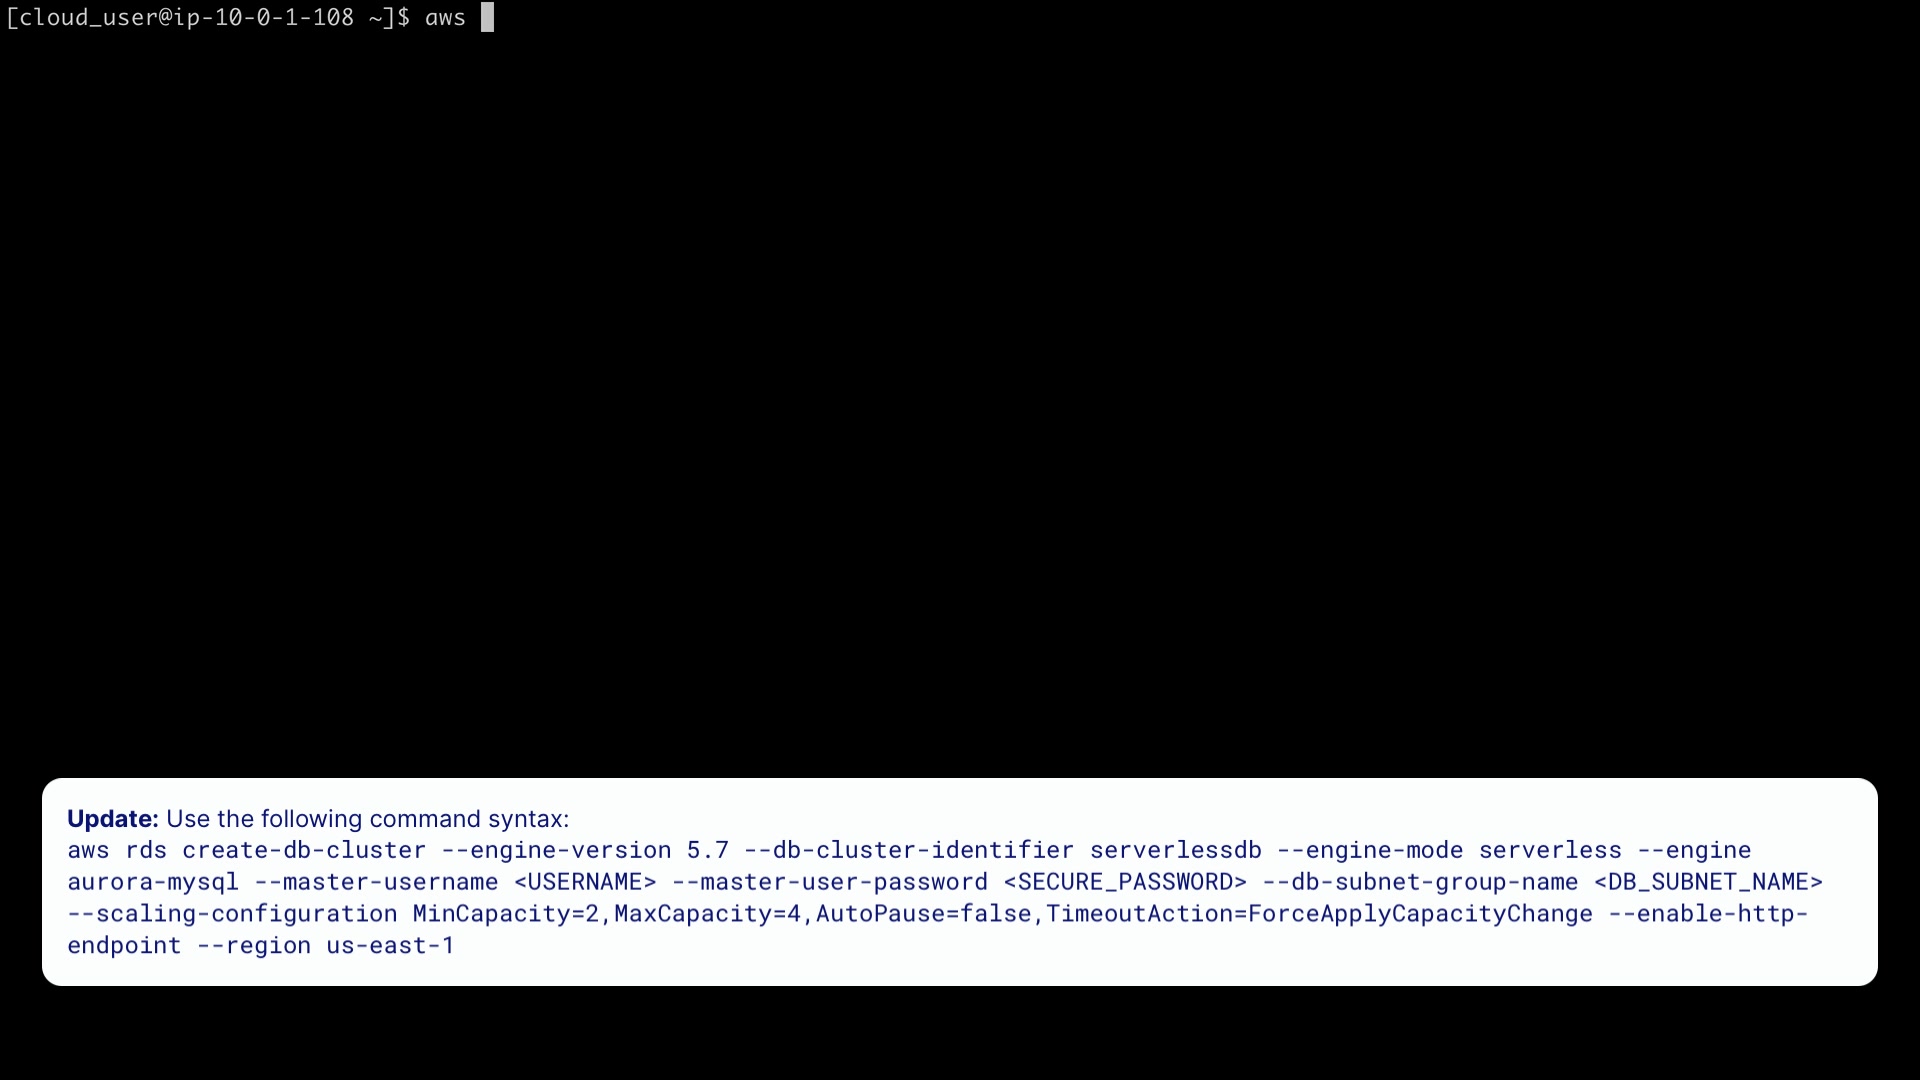 [cloud_user@ip-10-0-1-108 ~]$ aws
Update: Use the following command syntax:
aws rds create-db-cluster --engine-version 5.7 --db-cluster-identifier serverlessdb --engine-mode serverless --engine
aurora-mysql --master-username <USERNAME> --master-user-password <SECURE_PASSWORD> --db-subnet-group-name <DB_SUBNET_NAME>
--scaling-configuration MinCapacity=2,MaxCapacity=4,AutoPause=false,TimeoutAction=ForceApplyCapacityChange --enable-http-
endpoint --region us-east-1